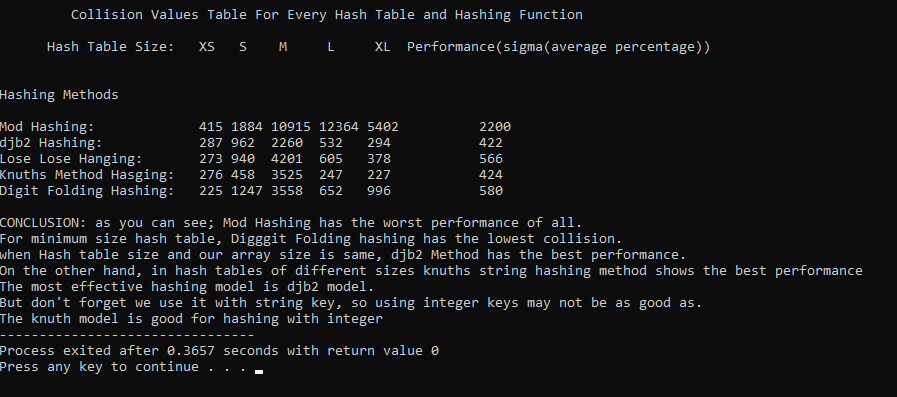 Collision Values Table For Every Hash Table and Hashing Function
Hash Table Size: XS S M L XL Performance(sigma(average percentage))
Hashing Methods
Mod Hashing: 415 1884 10915 12364 5402 2200
djb2 Hashing: 287 962 2260 532 294 422
Lose Lose Hanging: 273 940 4201 605 378 566
Knuths Method Hasging: 276 458 3525 247 227 424
Digit Folding Hashing: 225 1247 3558 652 996 580
CONCLUSION: as you can see; Mod Hashing has the worst performance of all.
For minimum size hash table, Digggit Folding hashing has the lowest collision.
when Hash table size and our array size is same, djb2 Method has the best performance.
On the other hand, in hash tables of different sizes knuths string hashing method shows the best performance
The most effective hashing model is djb2 model.
But don't forget we use it with string key, so using integer keys may not be as good as.
The knuth model is good for hashing with integer
--------------------------------
Process exited after 0.3657 seconds with return value 0
Press any key to continue . . .